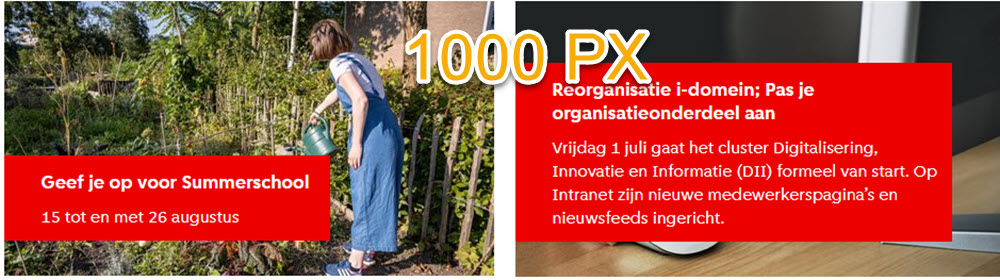 1000 PX
Geef je op voor Summerschool
15 tot en met 26 augustus
Reorganisatie i-domein; Pas je
organisatieonderdeel aan
Vrijdag 1 juli gaat het cluster Digitalisering,
Innovatie en Informatie (DII) formeel van start. Op
Intranet zijn nieuwe medewerkerspagina's en
nieuwsfeeds ingericht.